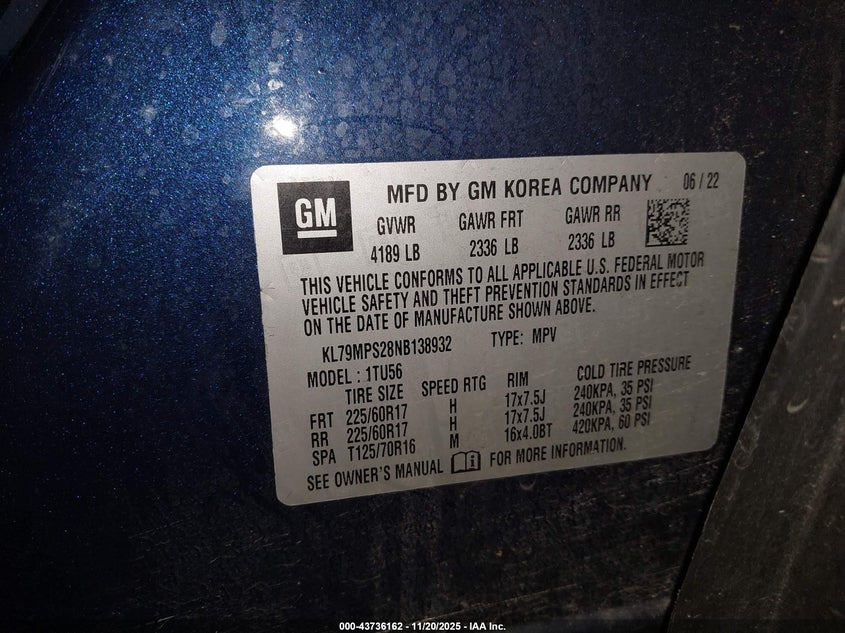 GM
MFD BY GM KOREA COMPANY 06 / 22
GVWR GAWR FRT GAWR RR
4189 LB 2336 LB 2336 LB
THIS VEHICLE CONFORMS TO ALL APPLICABLE U.S. FEDERAL MOTOR
VEHICLE SAFETY AND THEFT PREVENTION STANDARDS IN EFFECT
ON THE DATE OF MANUFACTURE SHOWN ABOVE.
KL79MPS28NB138932 TYPE: MPV
MODEL : 1TU56
TIRE SIZE SPEED RTG RIM COLD TIRE PRESSURE
FRT 225/60R17 H 17x7.5J 240KPA, 35 PSI
RR 225/60R17 H 17x7.5J 240KPA, 35 PSI
SPA T125/70R16 M 16x4.0BT 420KPA, 60 PSI
SEE OWNER'S MANUAL FOR MORE INFORMATION.
000-43736162 - 11/20/2025 - IAA Inc.